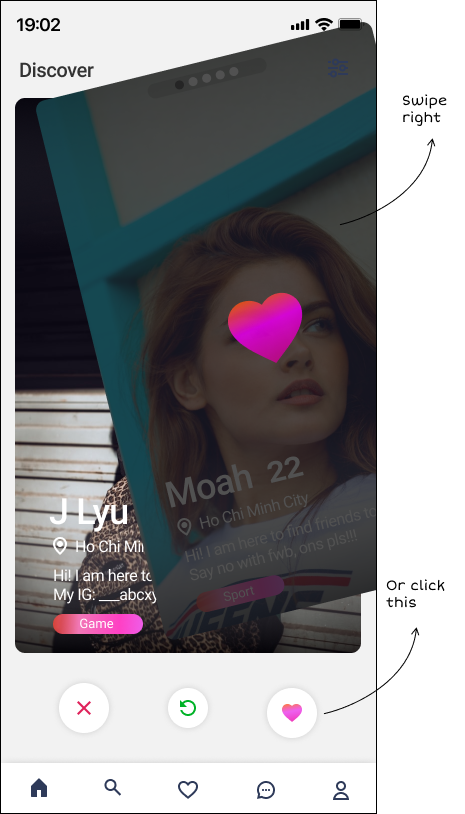 19:02
Discover
Swipe
right
Moah 22
Ho Chi Minh City
Hi! I am here to find friends to
Say no with fwb, ons pls!!!
Sport
J Lyu
Ho Chi Min
Hi! I am here to
My IG: ___abcxy
Game
Or click
this